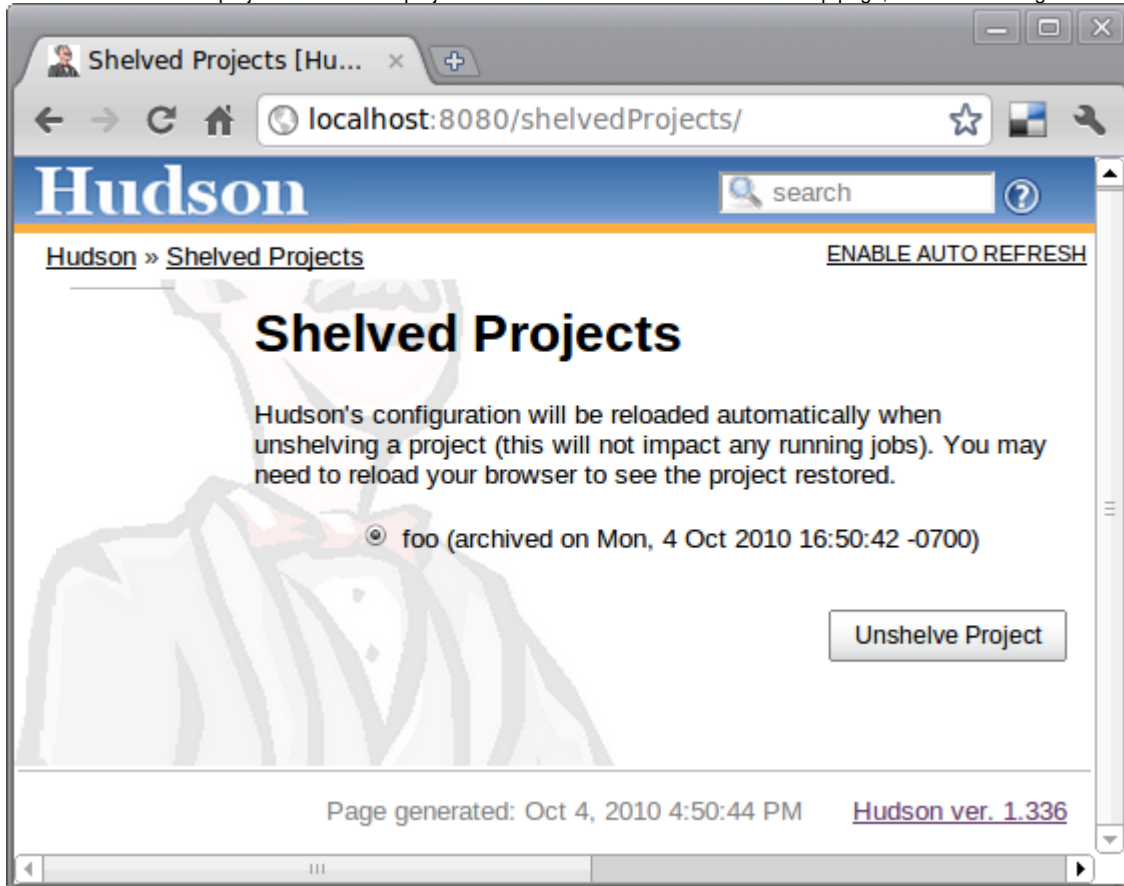 Shelved Projects [Hu...
localhost:8080/shelvedProjects/
Hudson
search
Hudson » Shelved Projects
ENABLE AUTO REFRESH
Shelved Projects
Hudson's configuration will be reloaded automatically when
unshelving a project (this will not impact any running jobs). You may
need to reload your browser to see the project restored.
foo (archived on Mon, 4 Oct 2010 16:50:42 -0700)
Unshelve Project
Page generated: Oct 4, 2010 4:50:44 PM
Hudson ver. 1.336